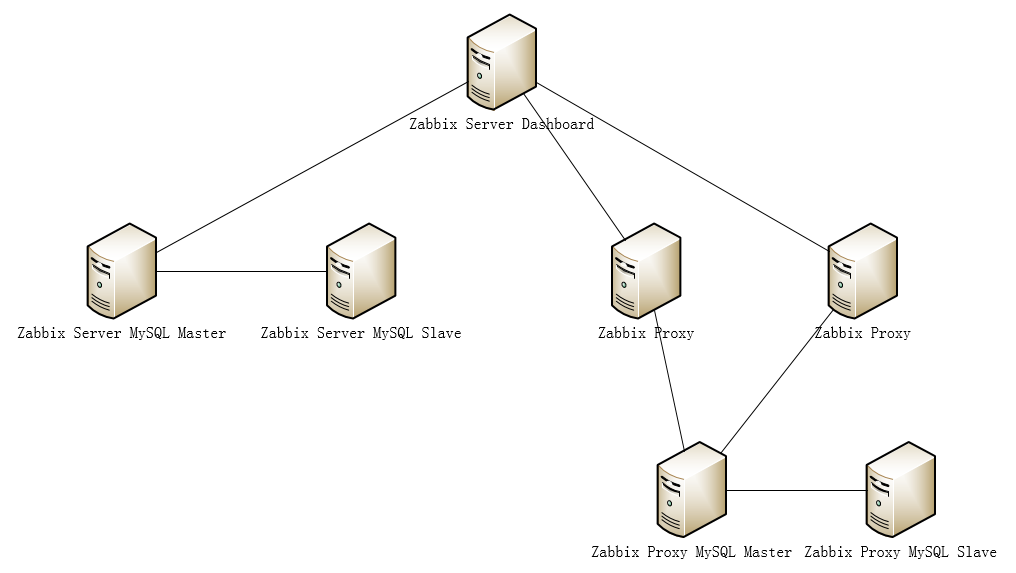 Zabbix Server Dashboard
Zabbix Server MySQL Master
Zabbix Server MySQL Slave
Zabbix Proxy
Zabbix Proxy
Zabbix Proxy MySQL Master
Zabbix Proxy MySQL Slave